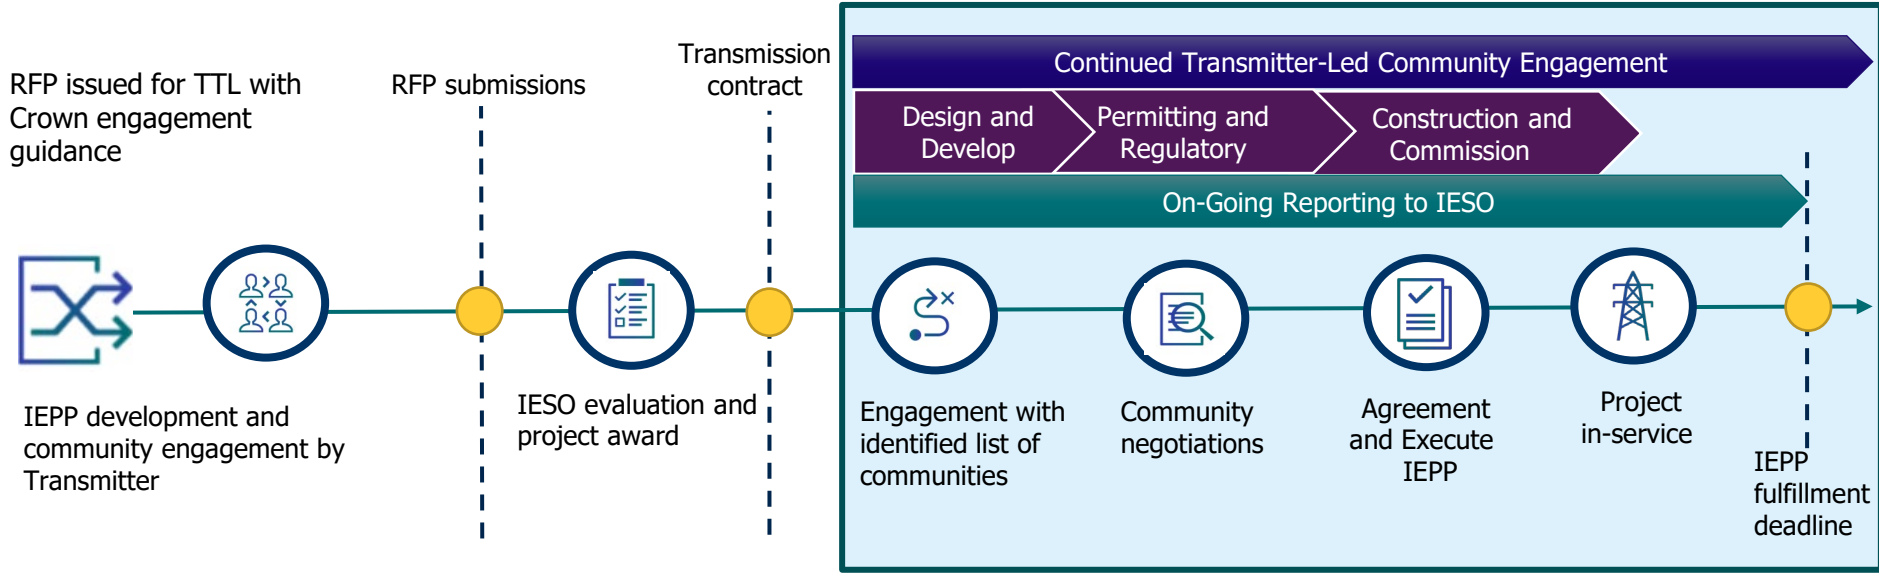 RFP issued for TTL with
Crown engagement
guidance
RFP submissions
Transmission
contract
Continued Transmitter-Led Community Engagement
Design and
Develop
Permitting and
Regulatory
Construction and
Commission
On-Going Reporting to IESO
IEPP development and
community engagement by
Transmitter
IESO evaluation and
project award
Engagement with
identified list of
communities
Community
negotiations
Agreement
and Execute
IEPP
Project
in-service
IEPP
fulfillment
deadline